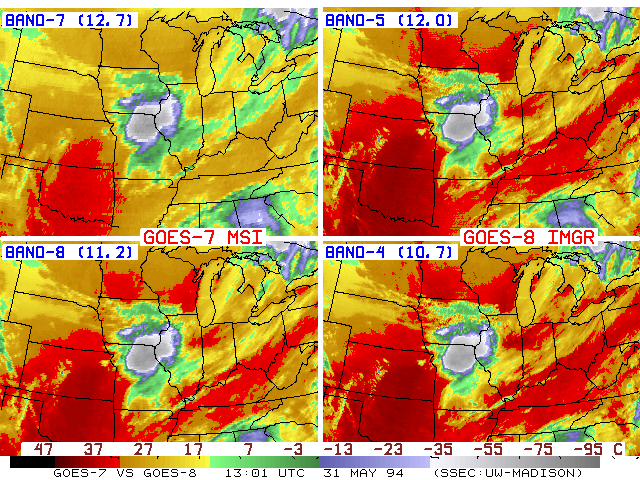 BAND-7 (12.7)
BAND-5 (12.0)
GOES-7 MSI
GOES-8 IMGR
BAND-8 (11.2)
BAND-4 (10.7)
47 37 27 17 7 -3 -13 -23 -35 -55 -75 -95 C
GOES-7 VS GOES-8 13:01 UTC 31 MAY 94 (SSEC:UW-MADISON)